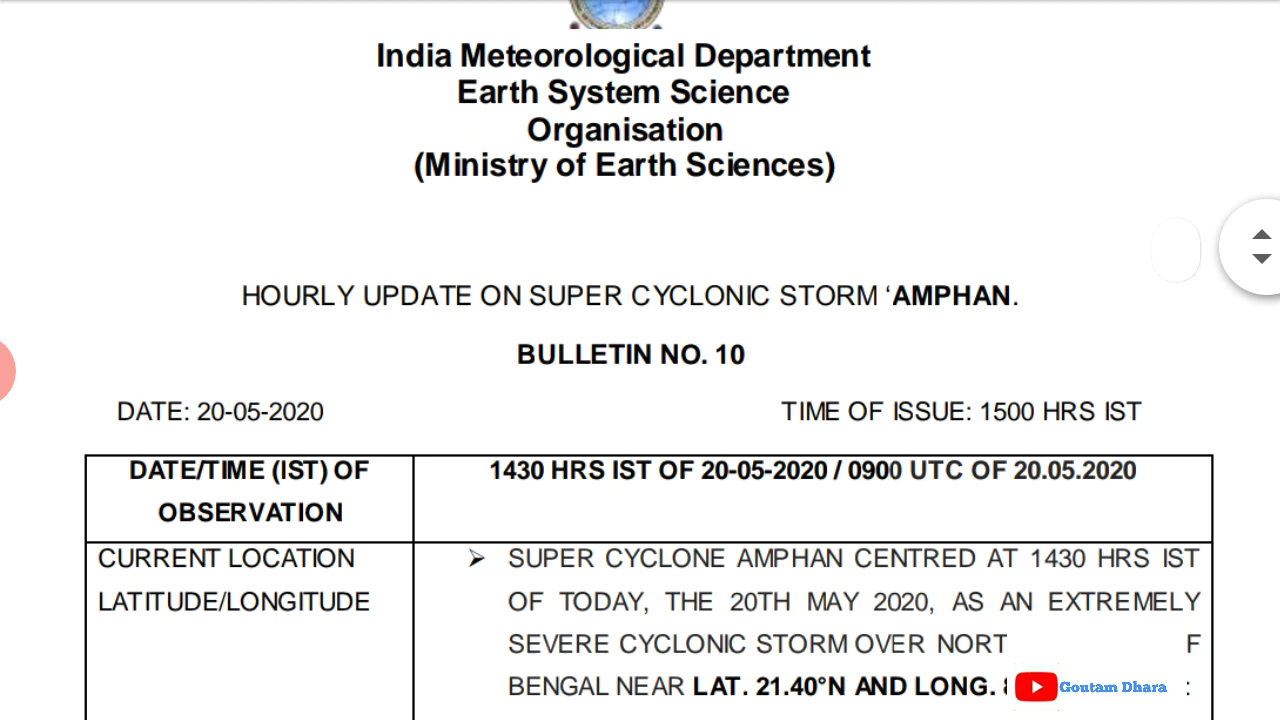 India Meteorological Department
Earth System Science
Organisation
(Ministry of Earth Sciences)
HOURLY UPDATE ON SUPER CYCLONIC STORM ‘AMPHAN.
BULLETIN NO. 10
DATE: 20-05-2020 TIME OF ISSUE: 1500 HRS IST
DATE/TIME (IST) OF
OBSERVATION
1430 HRS IST OF 20-05-2020 / 0900 UTC OF 20.05.2020
CURRENT LOCATION
LATITUDE/LONGITUDE
➢ SUPER CYCLONE AMPHAN CENTRED AT 1430 HRS IST
OF TODAY, THE 20TH MAY 2020, AS AN EXTREMELY
SEVERE CYCLONIC STORM OVER NORT F
BENGAL NEAR LAT. 21.40°N AND LONG.
Goutam Dhara